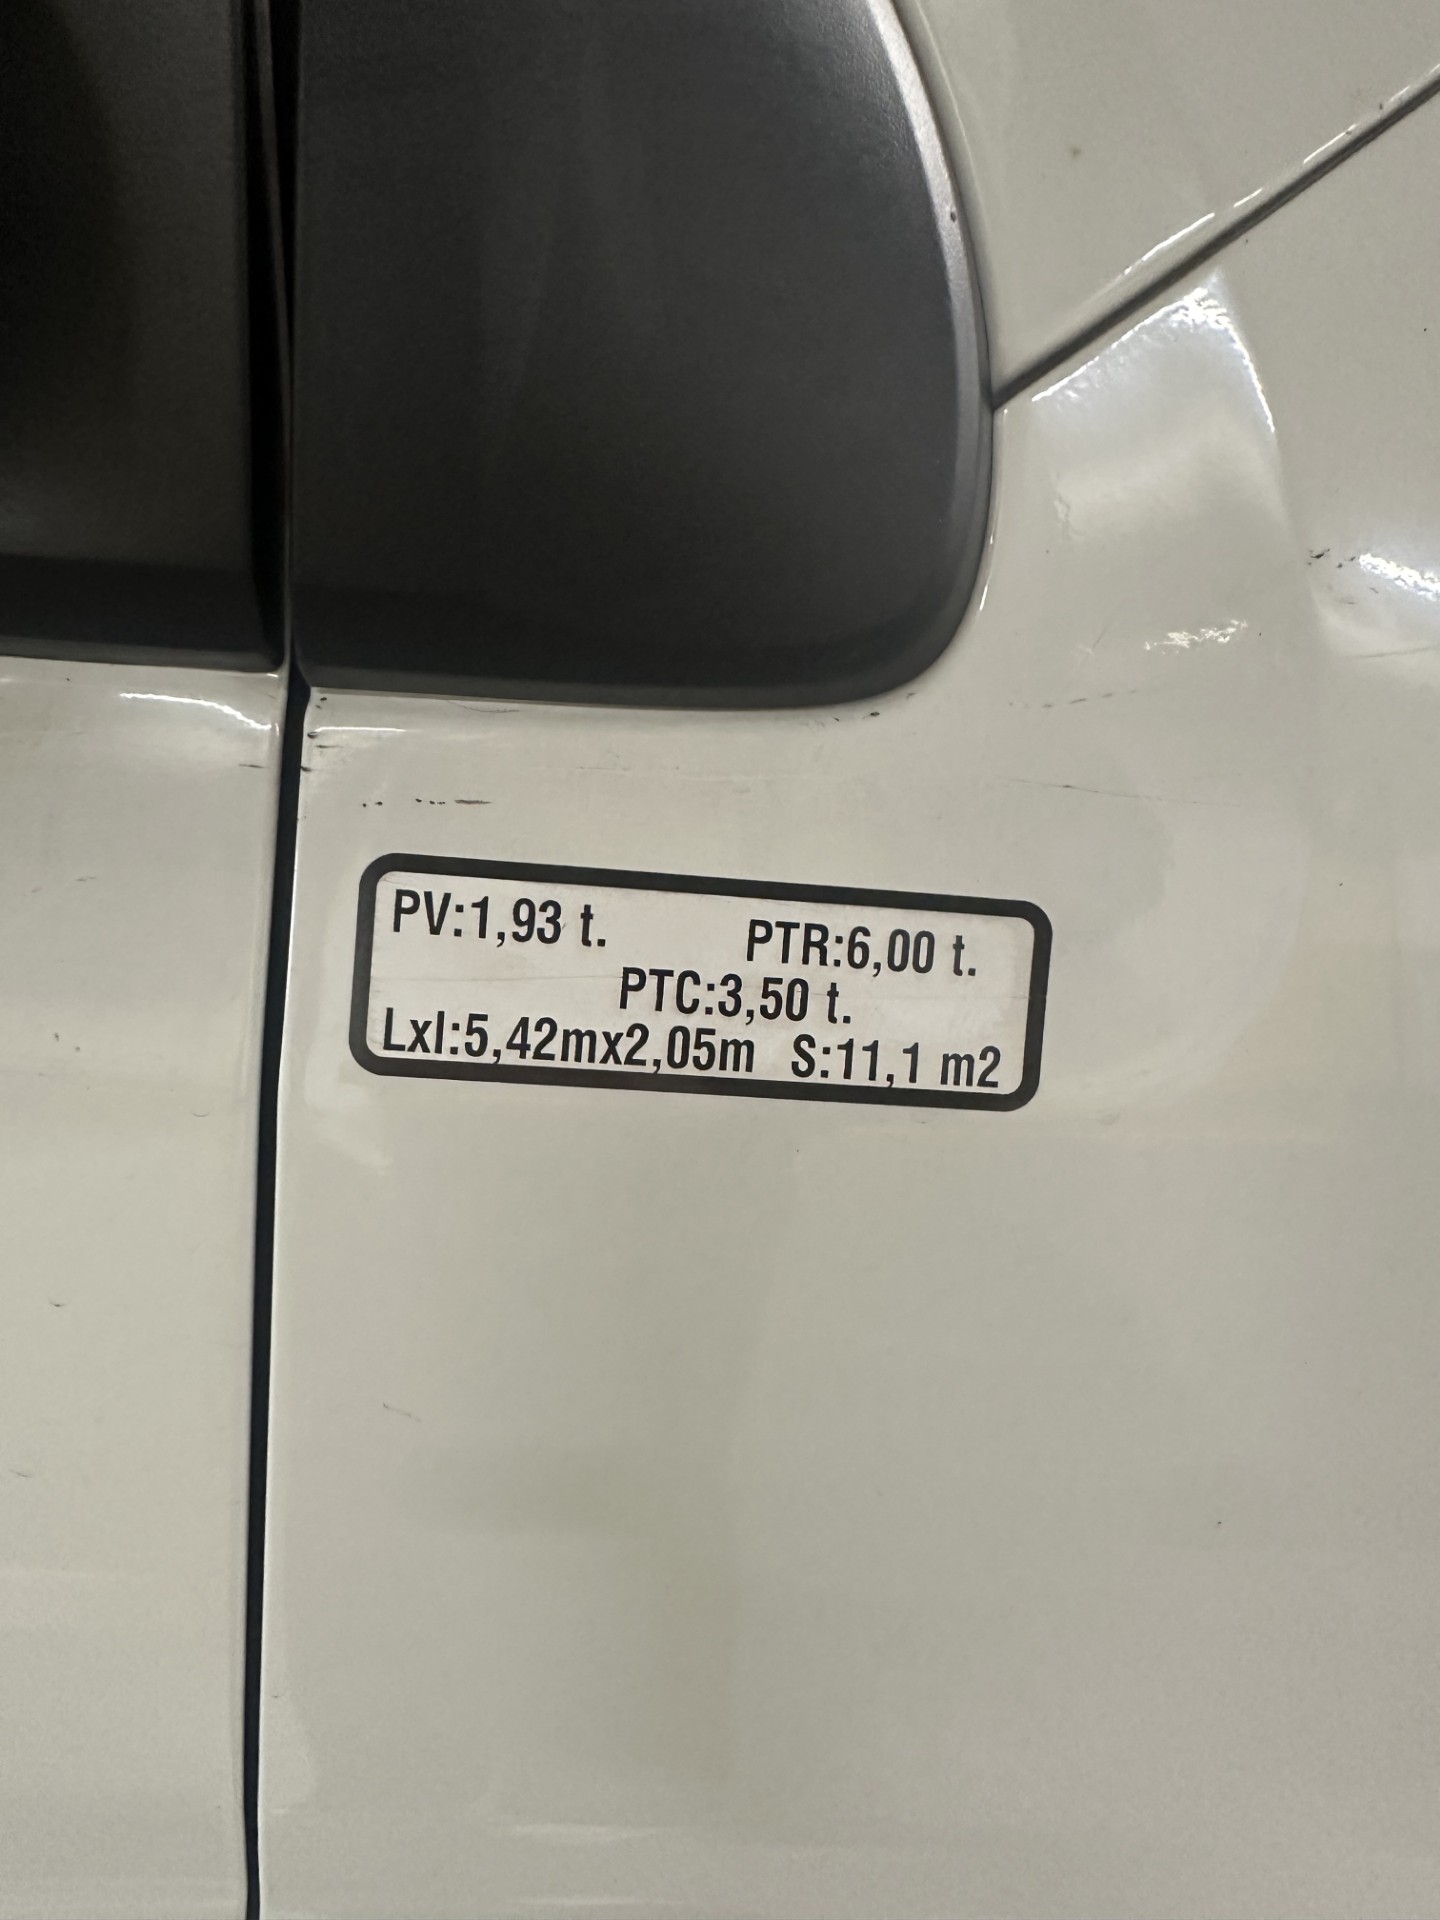 PV:1,93 t. PTR:6,00 t.
PTC:3,50 t.
Lxl:5,42mx2,05m S:11,1 m2